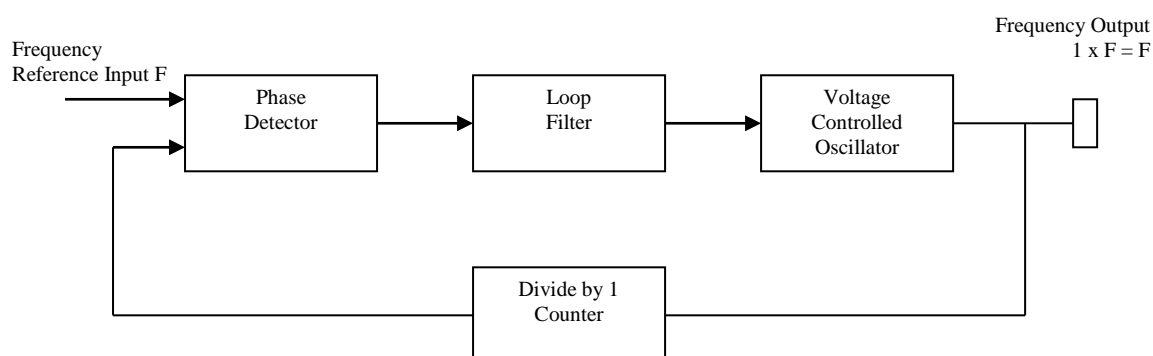 Frequency Output
1 x F = F
Frequency
Reference Input F
Phase
Detector
Loop
Filter
Voltage
Controlled
Oscillator
Divide by 1
Counter